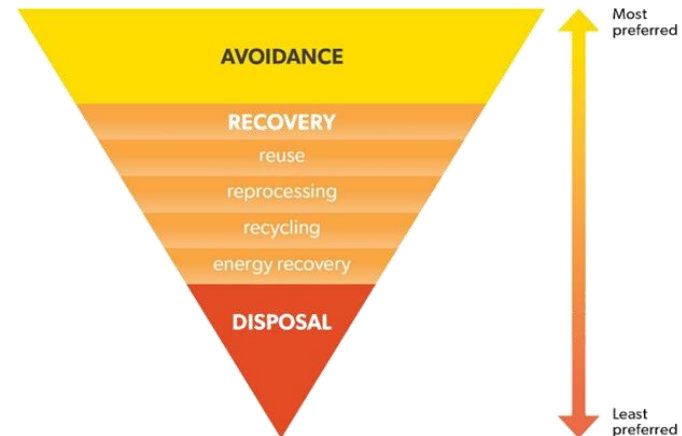 Most
preferred
AVOIDANCE
RECOVERY
reuse
reprocessing
recycling
energy recovery
DISPOSAL
Least
preferred